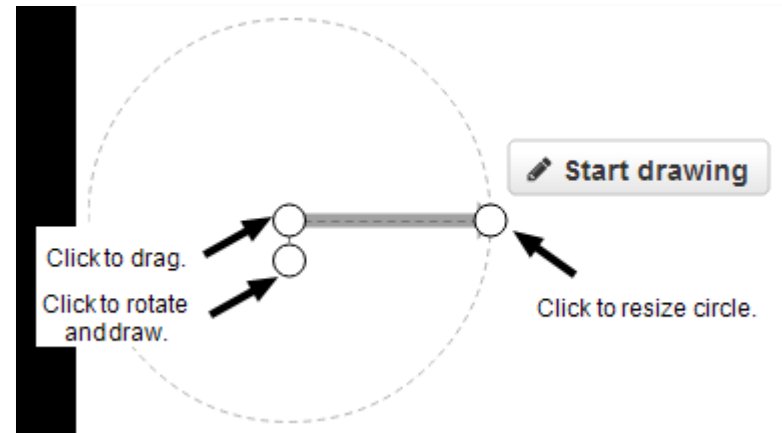 Start drawing
Click to drag.
Click to rotate
and draw.
Click to resize circle.